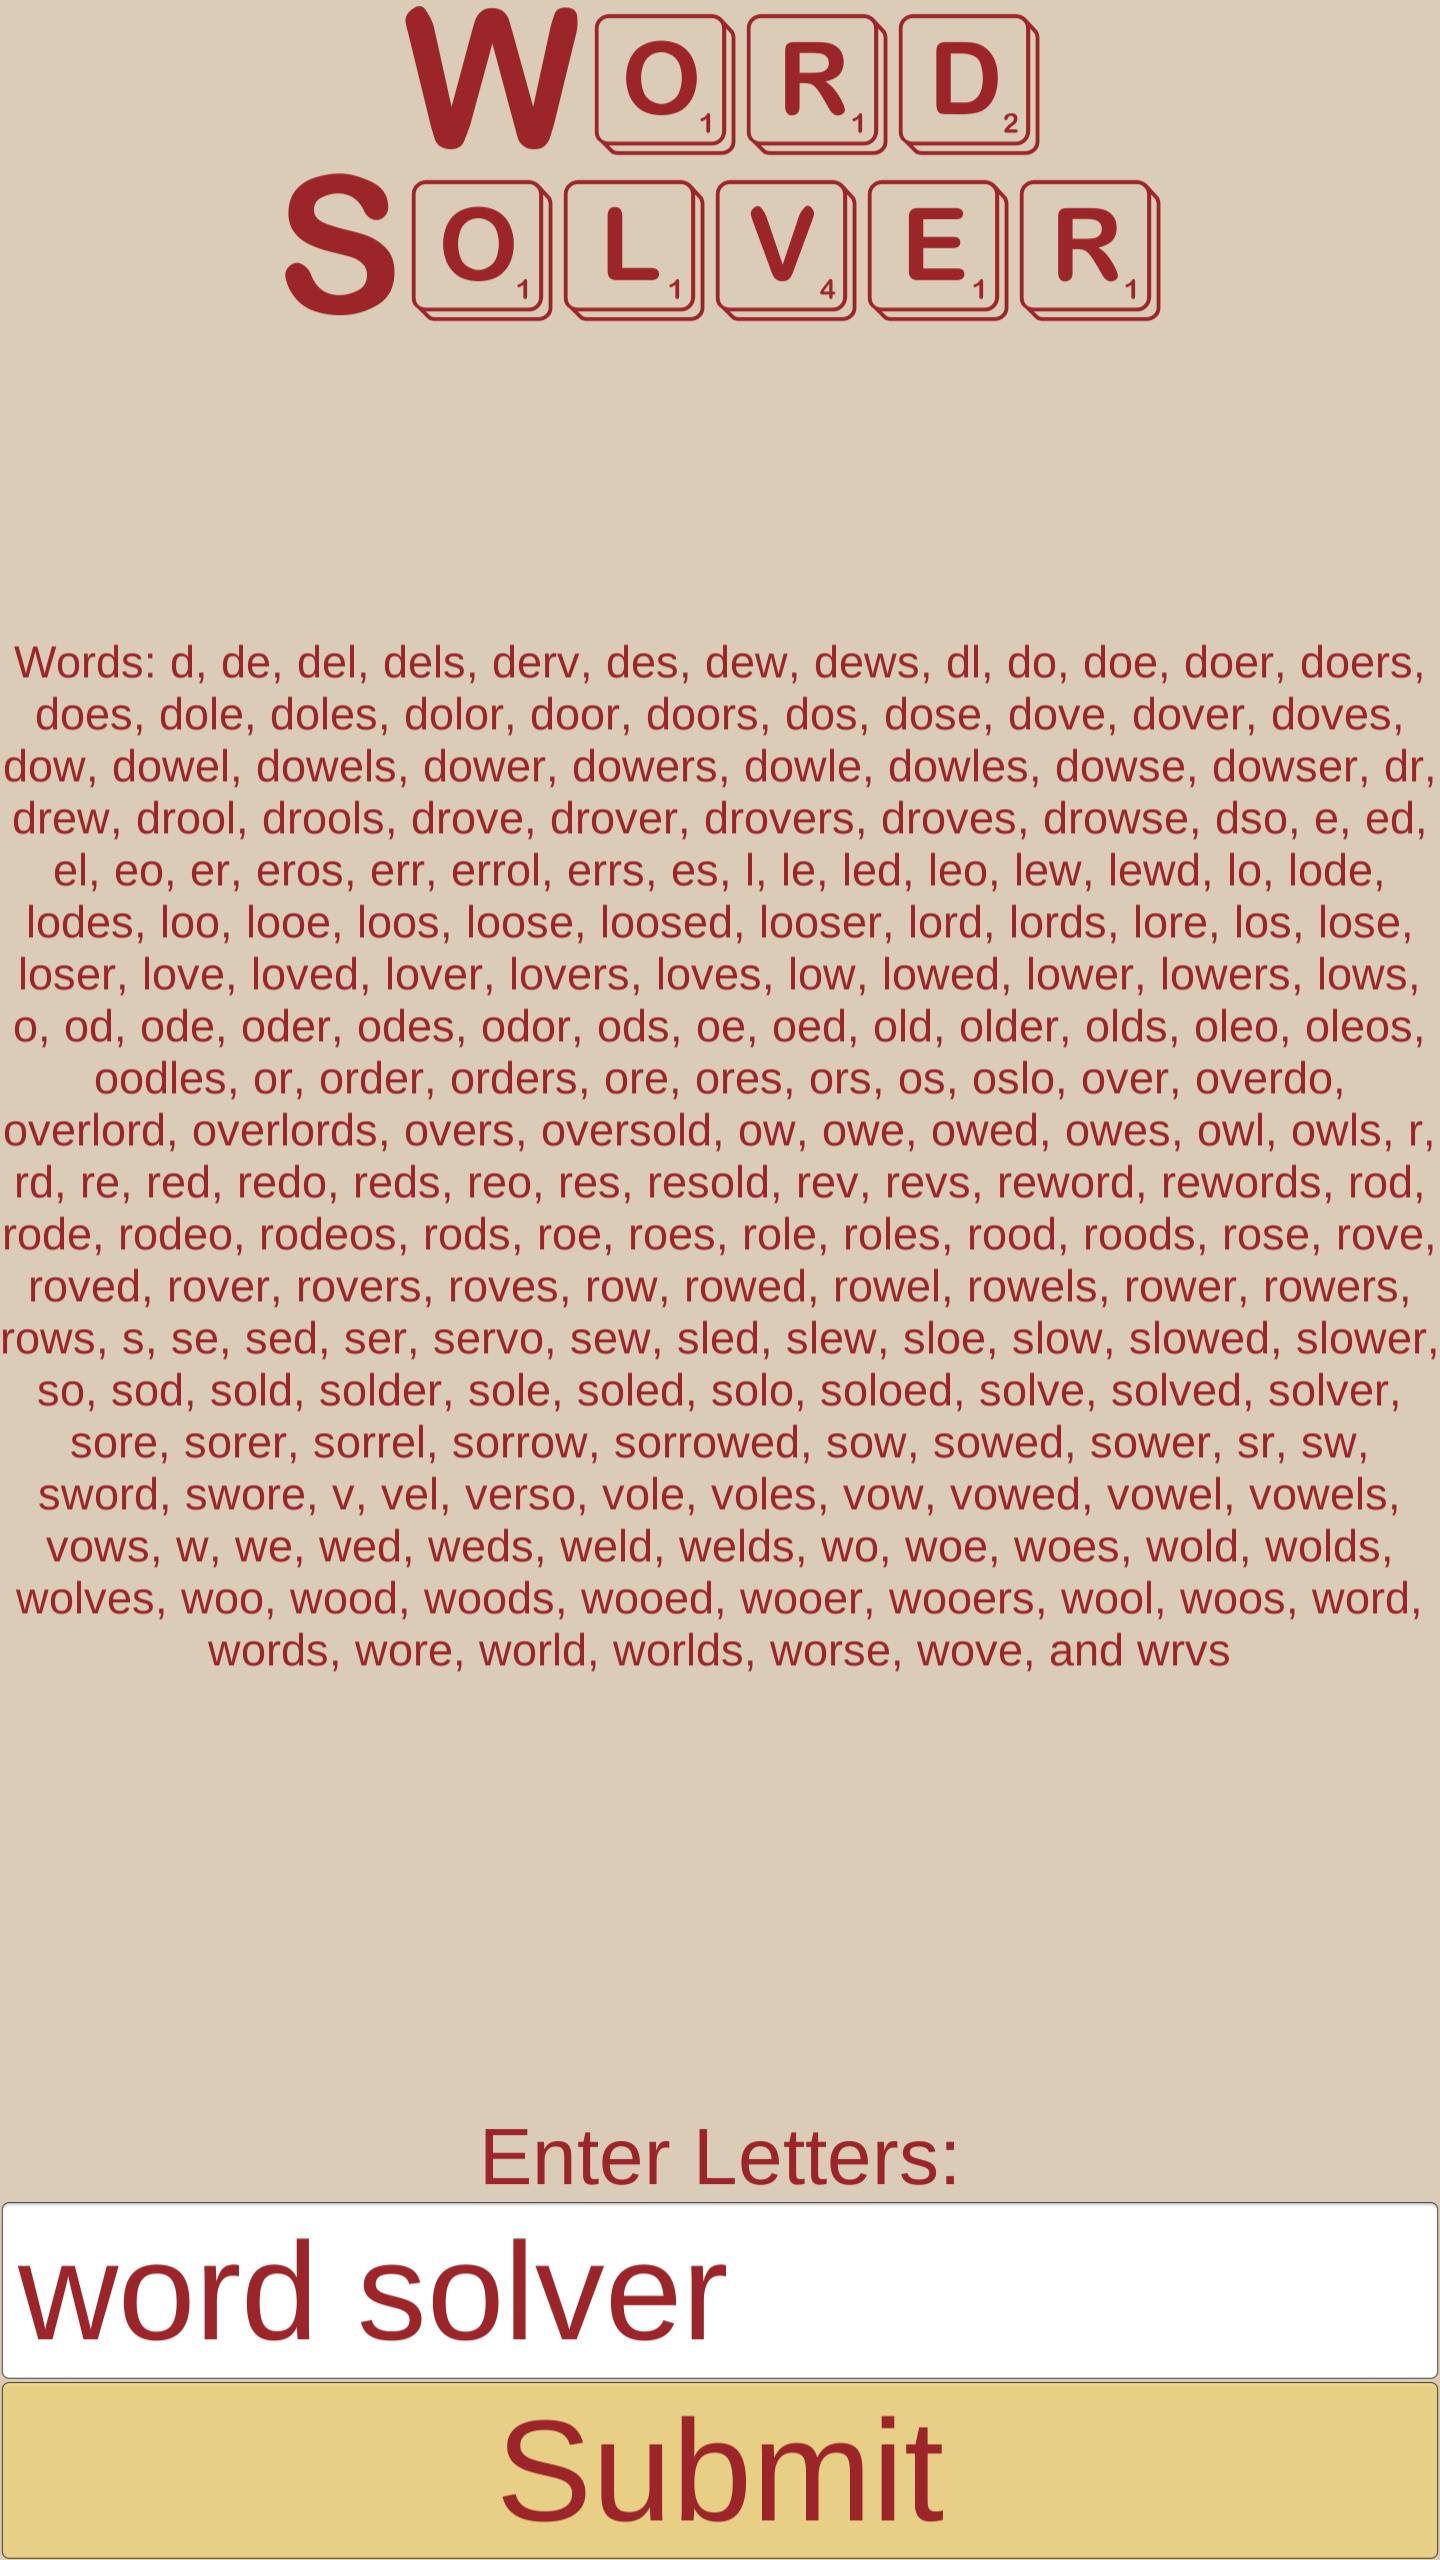 WORD
SOLVER
Words: d, de, del, dels, derv, des, dew, dews, dl, do, doe, doer, doers,
does, dole, doles, dolor, door, doors, dos, dose, dove, dover, doves,
dow, dowel, dowels, dower, dowers, dowle, dowles, dowse, dowser, dr,
drew, drool, drools, drove, drover, drovers, droves, drowse, dso, e, ed,
el, eo, er, eros, err, errol, errs, es, l, le, led, leo, lew, lewd, lo, lode,
lodes, loo, looe, loos, loose, loosed, looser, lord, lords, lore, los, lose,
loser, love, loved, lover, lovers, loves, low, lowed, lower, lowers, lows,
o, od, ode, oder, odes, odor, ods, oe, oed, old, older, olds, oleo, oleos,
oodles, or, order, orders, ore, ores, ors, os, oslo, over, overdo,
overlord, overlords, overs, oversold, ow, owe, owed, owes, owl, owls, r,
rd, re, red, redo, reds, reo, res, resold, rev, revs, reword, rewords, rod,
rode, rodeo, rodeos, rods, roe, roes, role, roles, rood, roods, rose, rove,
roved, rover, rovers, roves, row, rowed, rowel, rowels, rower, rowers,
rows, s, se, sed, ser, servo, sew, sled, slew, sloe, slow, slowed, slower,
so, sod, sold, solder, sole, soled, solo, soloed, solve, solved, solver,
sore, sorer, sorrel, sorrow, sorrowed, sow, sowed, sower, sr, sw,
sword, swore, v, vel, verso, vole, voles, vow, vowed, vowel, vowels,
vows, w, we, wed, weds, weld, welds, wo, woe, woes, wold, wolds,
wolves, woo, wood, woods, wooed, wooer, wooers, wool, woos, word,
words, wore, world, worlds, worse, wove, and wrvs
Enter Letters:
word solver
Submit